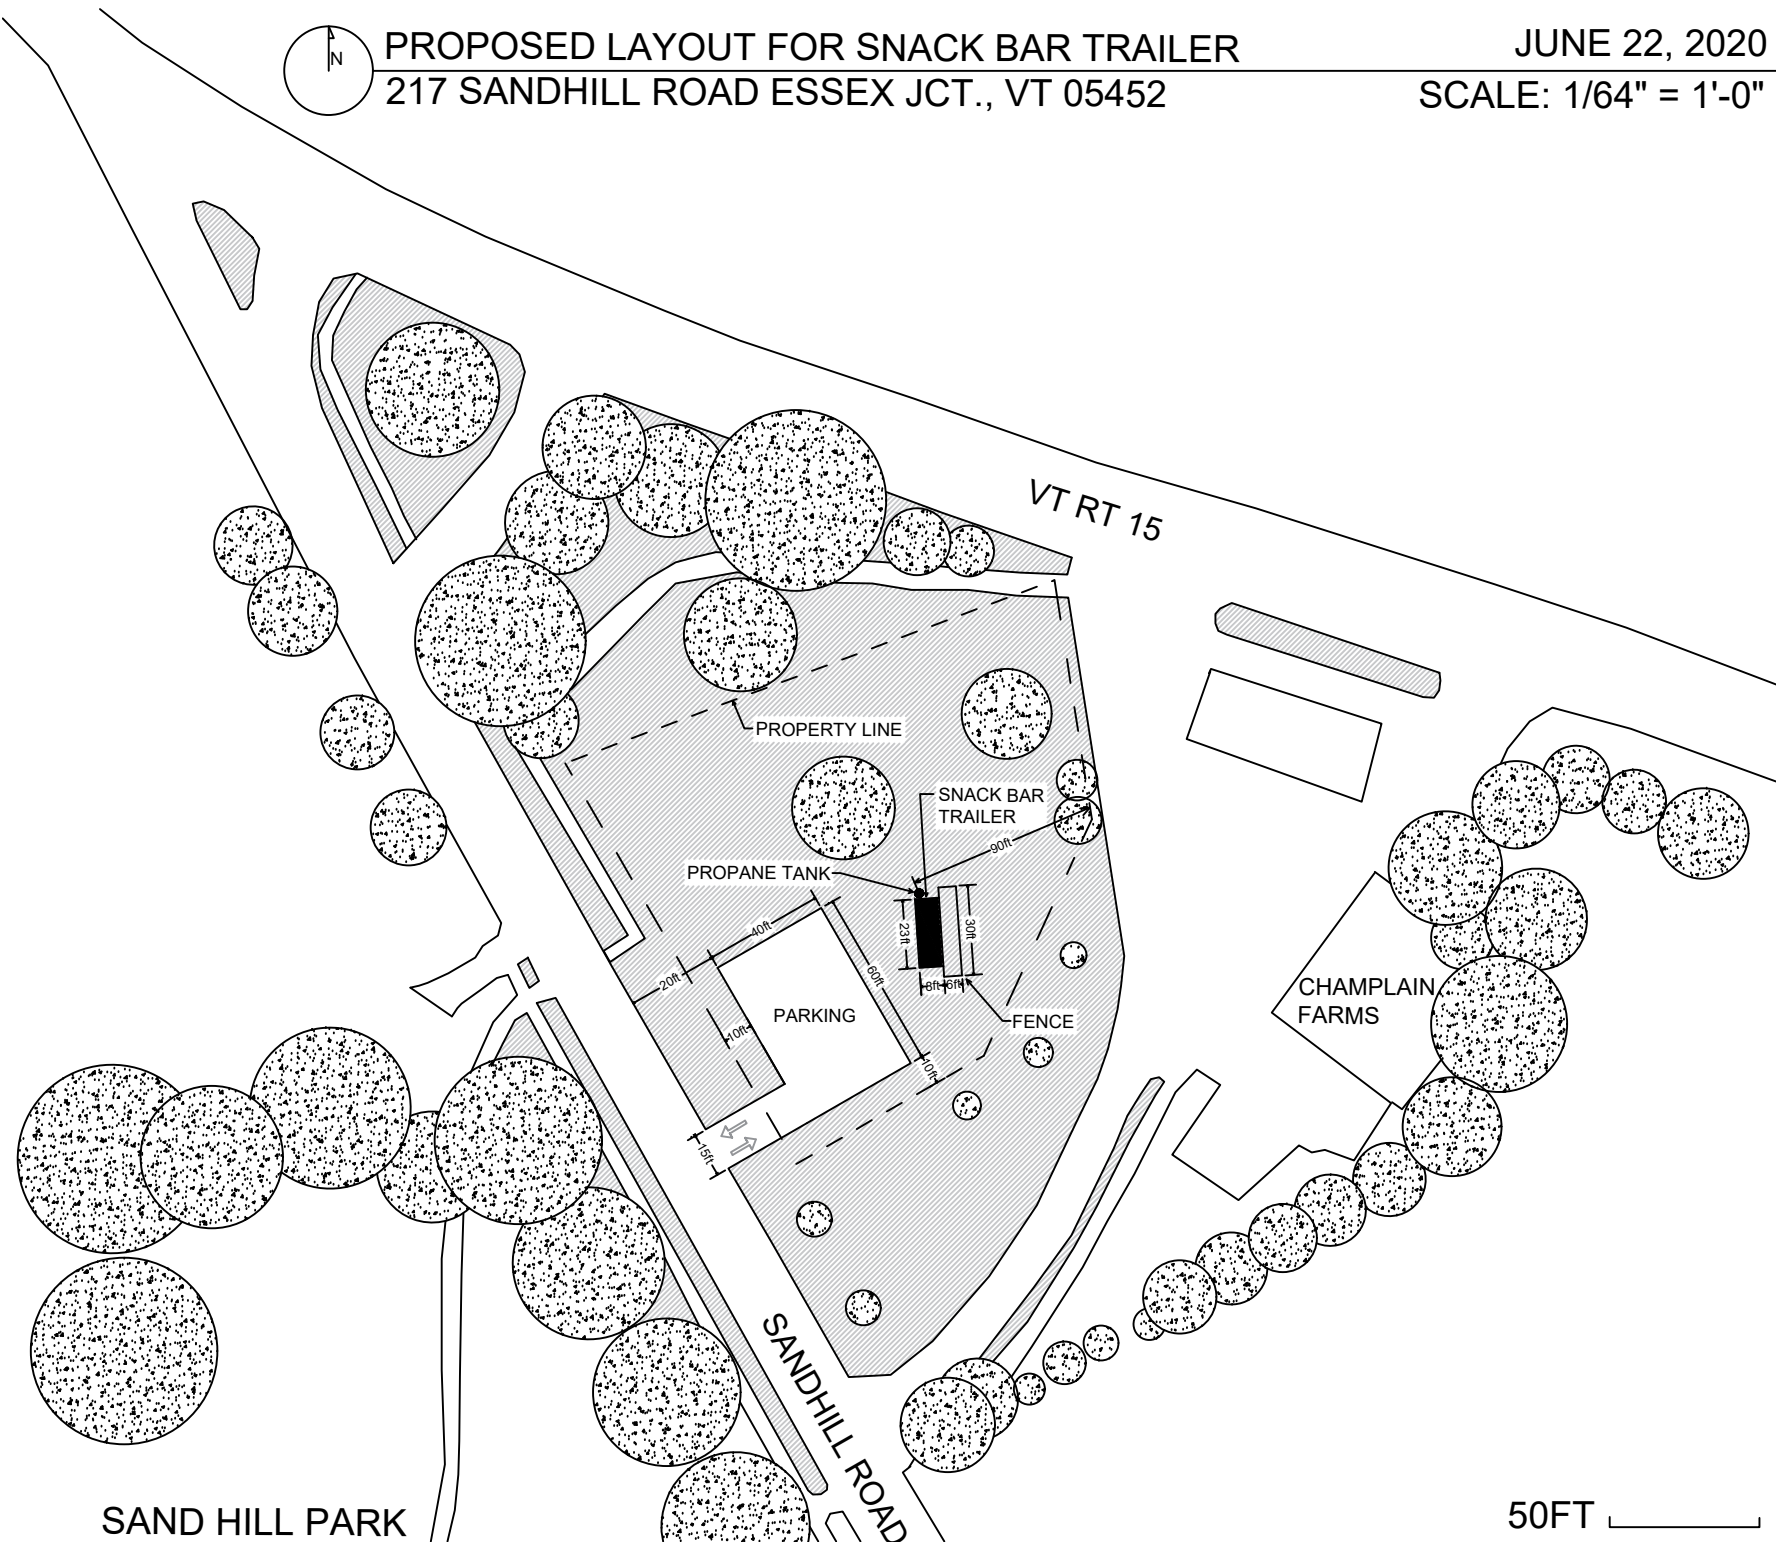 N
PROPOSED LAYOUT FOR SNACK BAR TRAILER
JUNE 22, 2020
217 SANDHILL ROAD ESSEX JCT., VT 05452
SCALE: 1/64" = 1'-0"
VT RT 15
PROPERTY LINE
SNACK BAR
TRAILER
90ft
PROPANE TANK
40ft
23ft
30ft
20ft
60ft
8ft
6ft
CHAMPLAIN
FARMS
PARKING
FENCE
10ft
10ft
15ft
SANDHILL ROAD
SAND HILL PARK
50FT